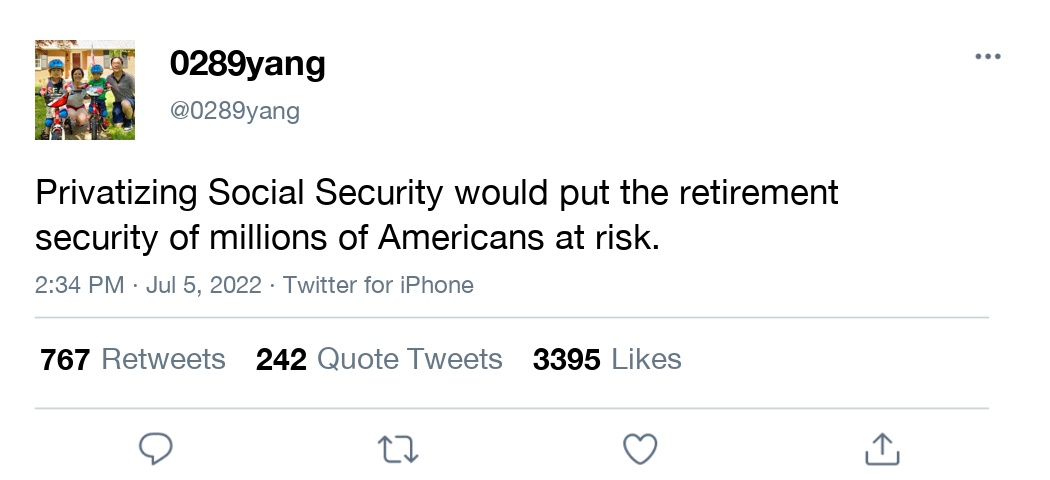 0289yang
@0289yang
Privatizing Social Security would put the retirement
security of millions of Americans at risk.
2:34 PM · Jul 5, 2022 · Twitter for iPhone
767 Retweets 242 Quote Tweets 3395 Likes